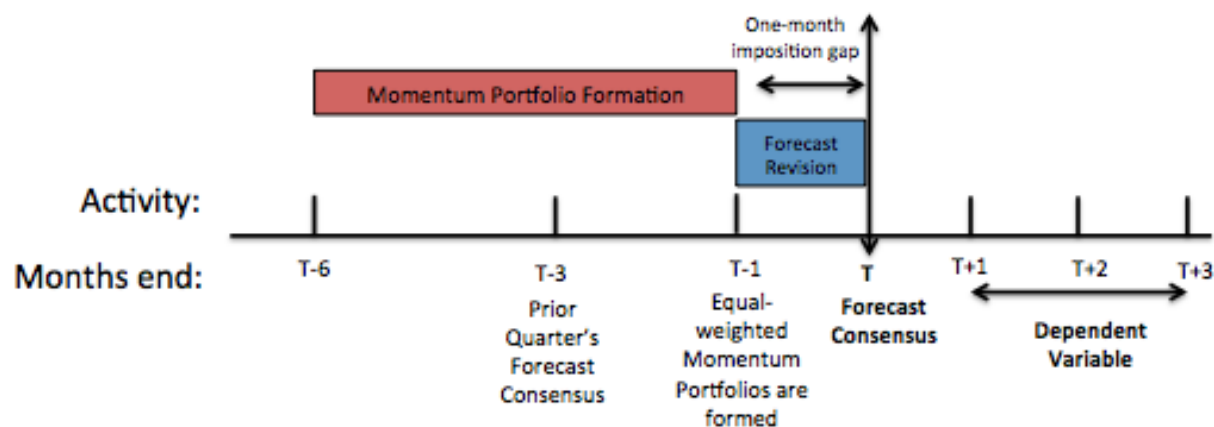 One-month
imposition gap
Momentum Portfolio Formation
Forecast
Revision
Activity:
Months end:
T-6
T-3
T-1
T
T+1
T+2
T+3
Prior
Quarter's
Forecast
Consensus
Equal-
weighted
Momentum
Portfolios are
formed
Forecast
Consensus
Dependent
Variable